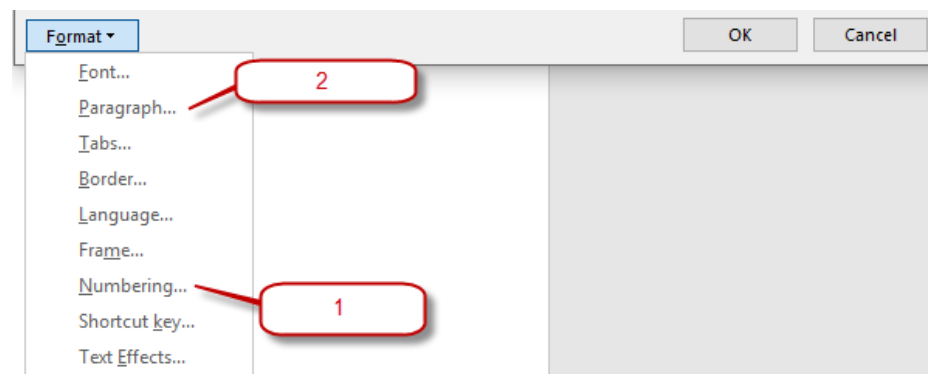 Format
OK
Cancel
Font...
2
Paragraph...
Tabs...
Border...
Language...
Frame...
Numbering...
1
Shortcut key...
Text Effects...